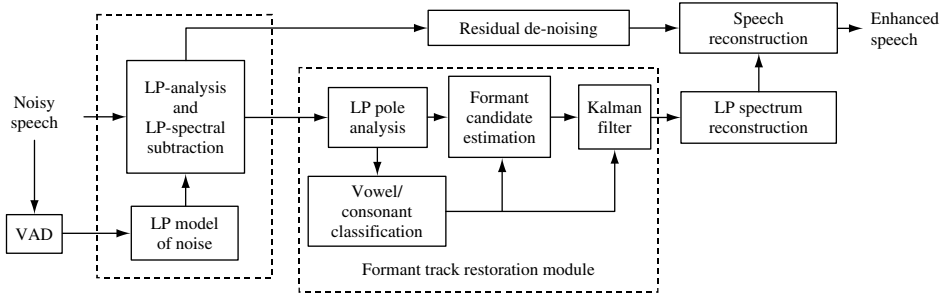 Noisy
speech
VAD
LP-analysis
and
LP-spectral
subtraction
LP model
of noise
Residual de-noising
LP pole
analysis
Formant
candidate
estimation
Kalman
filter
Vowel/
consonant
classification
Formant track restoration module
Speech
reconstruction
LP spectrum
reconstruction
Enhanced
speech